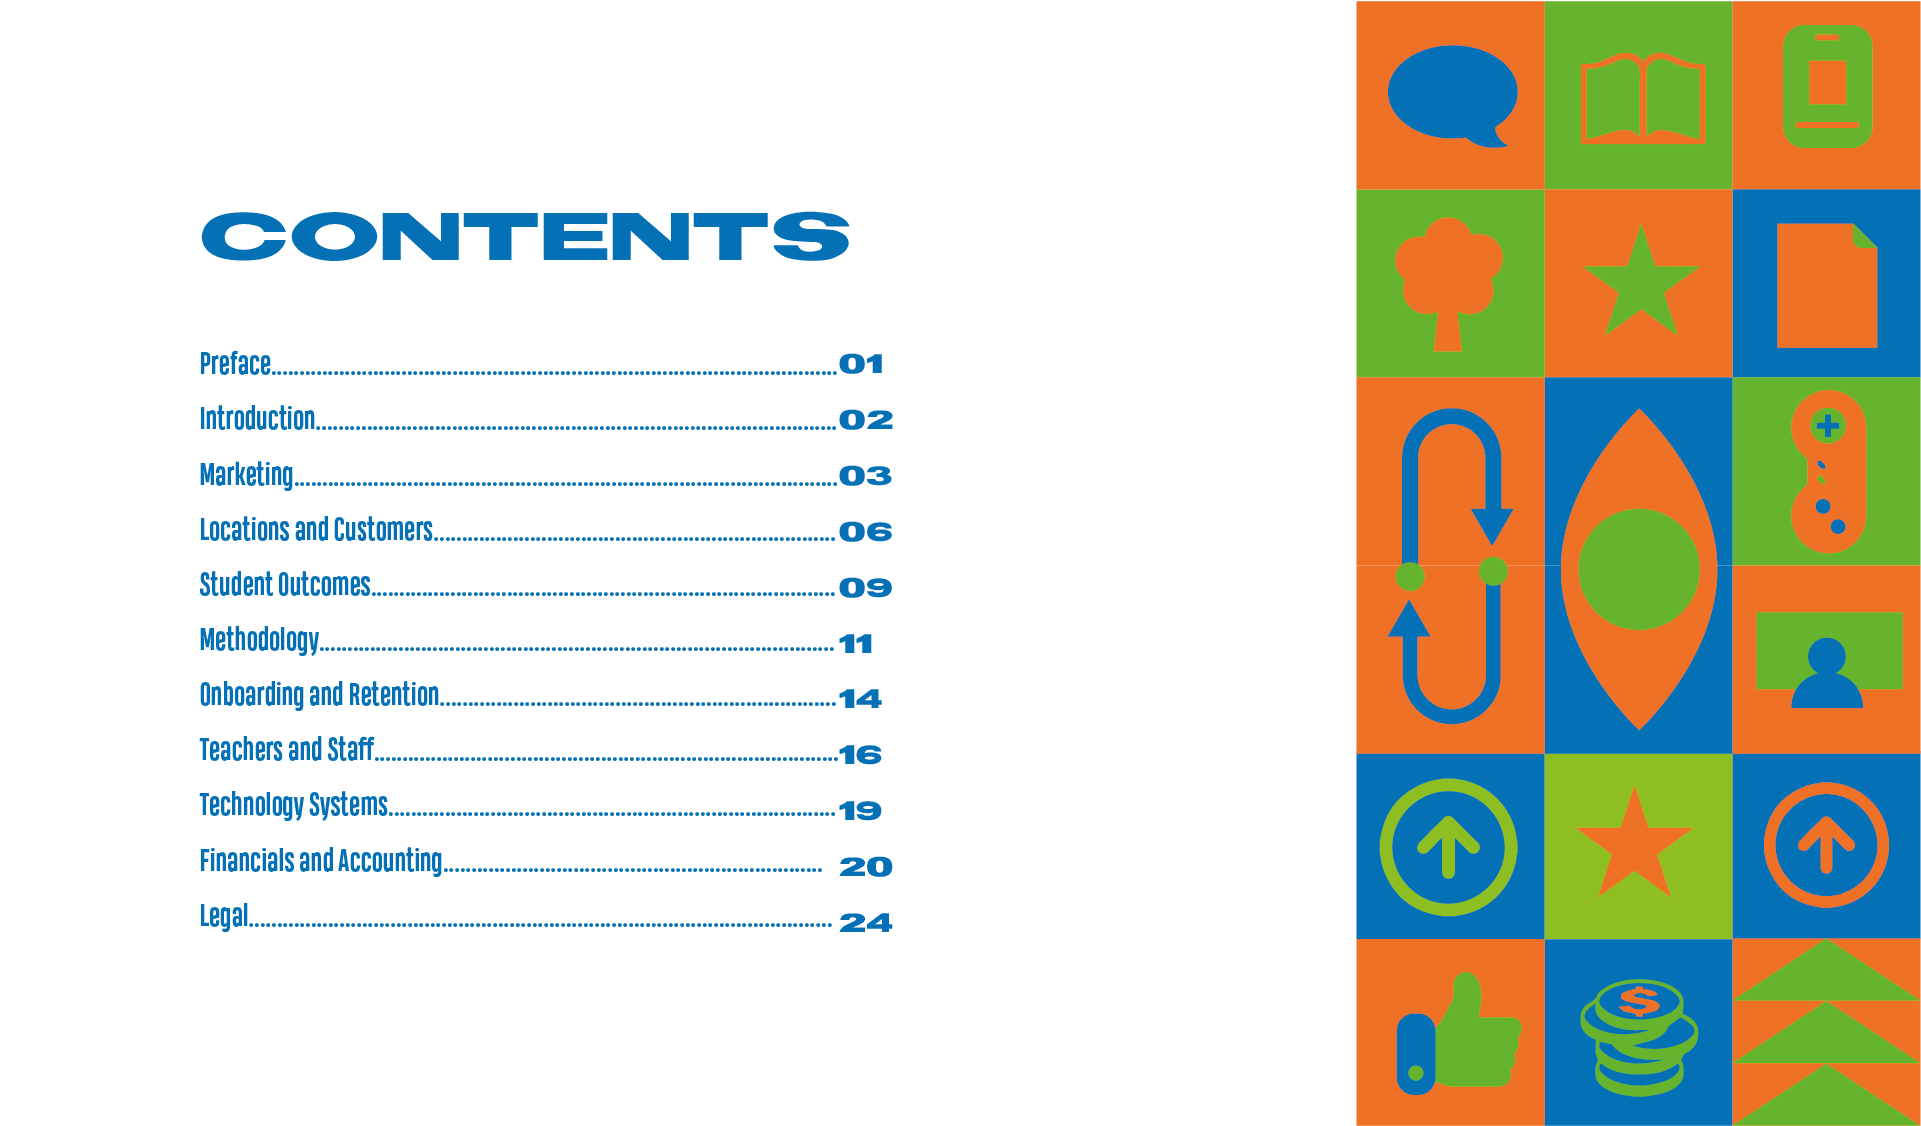 CONTENTS
Preface....................................................................................................01
Introduction............................................................................................02
Marketing................................................................................................03
Locations and Customers.......................................................................06
Student Outcomes..................................................................................09
Methodology........................................................................................... 11
Onboarding and Retention......................................................................14
Teachers and Staff..................................................................................16
Technology Systems...............................................................................19
Financials and Accounting................................................................... 20
Legal....................................................................................................... 24
$